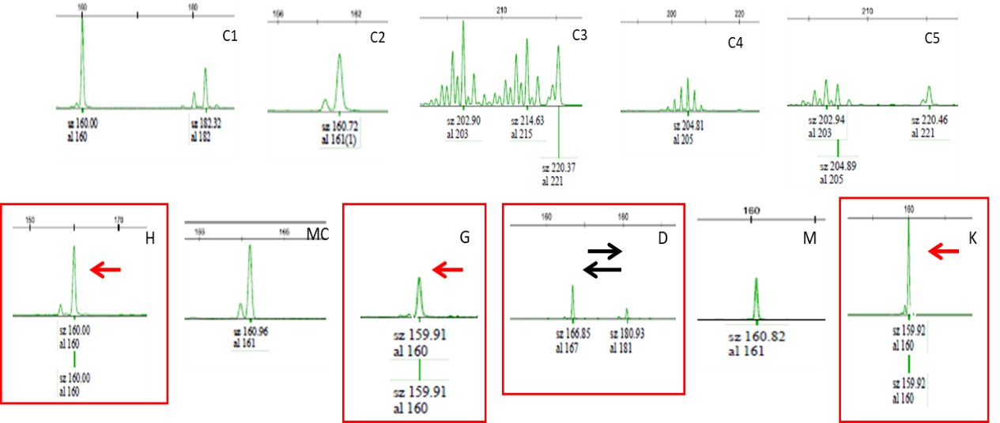 160 180
C1
sz 160.00 sz 182.32
al 160 al 182
156 162
C2
sz 160.72
al 161(1)
210
C3
sz 202.90 sz 214.63
al 203 al 215
sz 220.37
al 221
200 220
C4
sz 204.81
al 205
210
C5
sz 202.94 sz 220.46
al 203 al 221
sz 204.89
al 205
150 170
H
sz 160.00
al 160
sz 160.00
al 160
155 165
MC
sz 160.96
al 161
G
sz 159.91
al 160
sz 159.91
al 160
160 180
D
sz 166.85 sz 180.93
al 167 al 181
160
M
sz 160.82
al 161
160
K
sz 159.92
al 160
sz 159.92
al 160